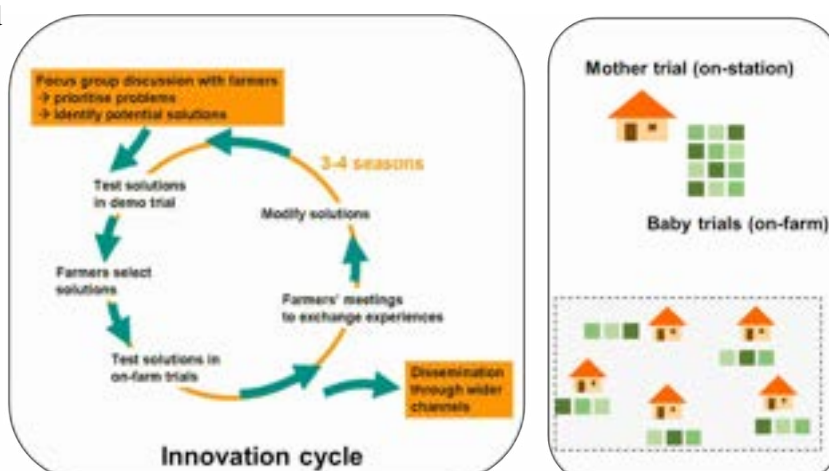 Focus group discussion with farmers
→ prioritise problems
→ identify potential solutions
3-4 seasons
Test solutions
in demo trial
Modify solutions
Farmers select
solutions
Farmers' meetings
to exchange experiences
Test solutions in
on-farm trials
Dissemination
through wider
channels
Innovation cycle
Mother trial (on-station)
Baby trials (on-farm)